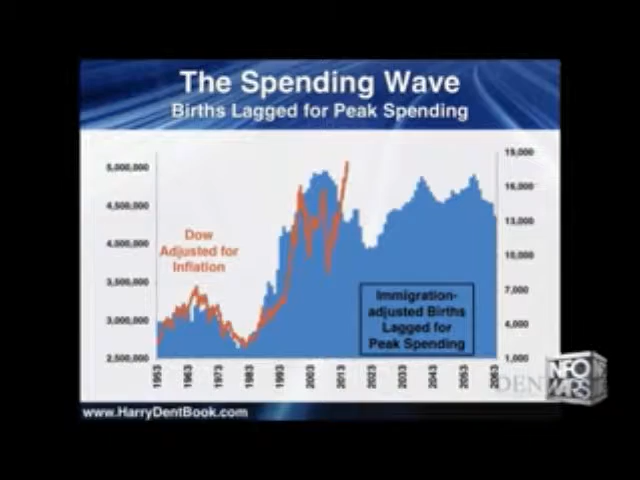 The Spending Wave
Births Lagged for Peak Spending
5,000,000
4,500,000
4,000,000
3,500,000
3,000,000
2,500,000
Dow
Adjusted for
Inflation
Immigration-
adjusted Births
Lagged for
Peak Spending
19,000
16,000
13,000
10,000
7,000
4,000
1,000
1953
1963
1973
1983
1993
2003
2013
2023
2033
2043
2053
2063
DENT
INFO
WARS
www.HarryDentBook.com